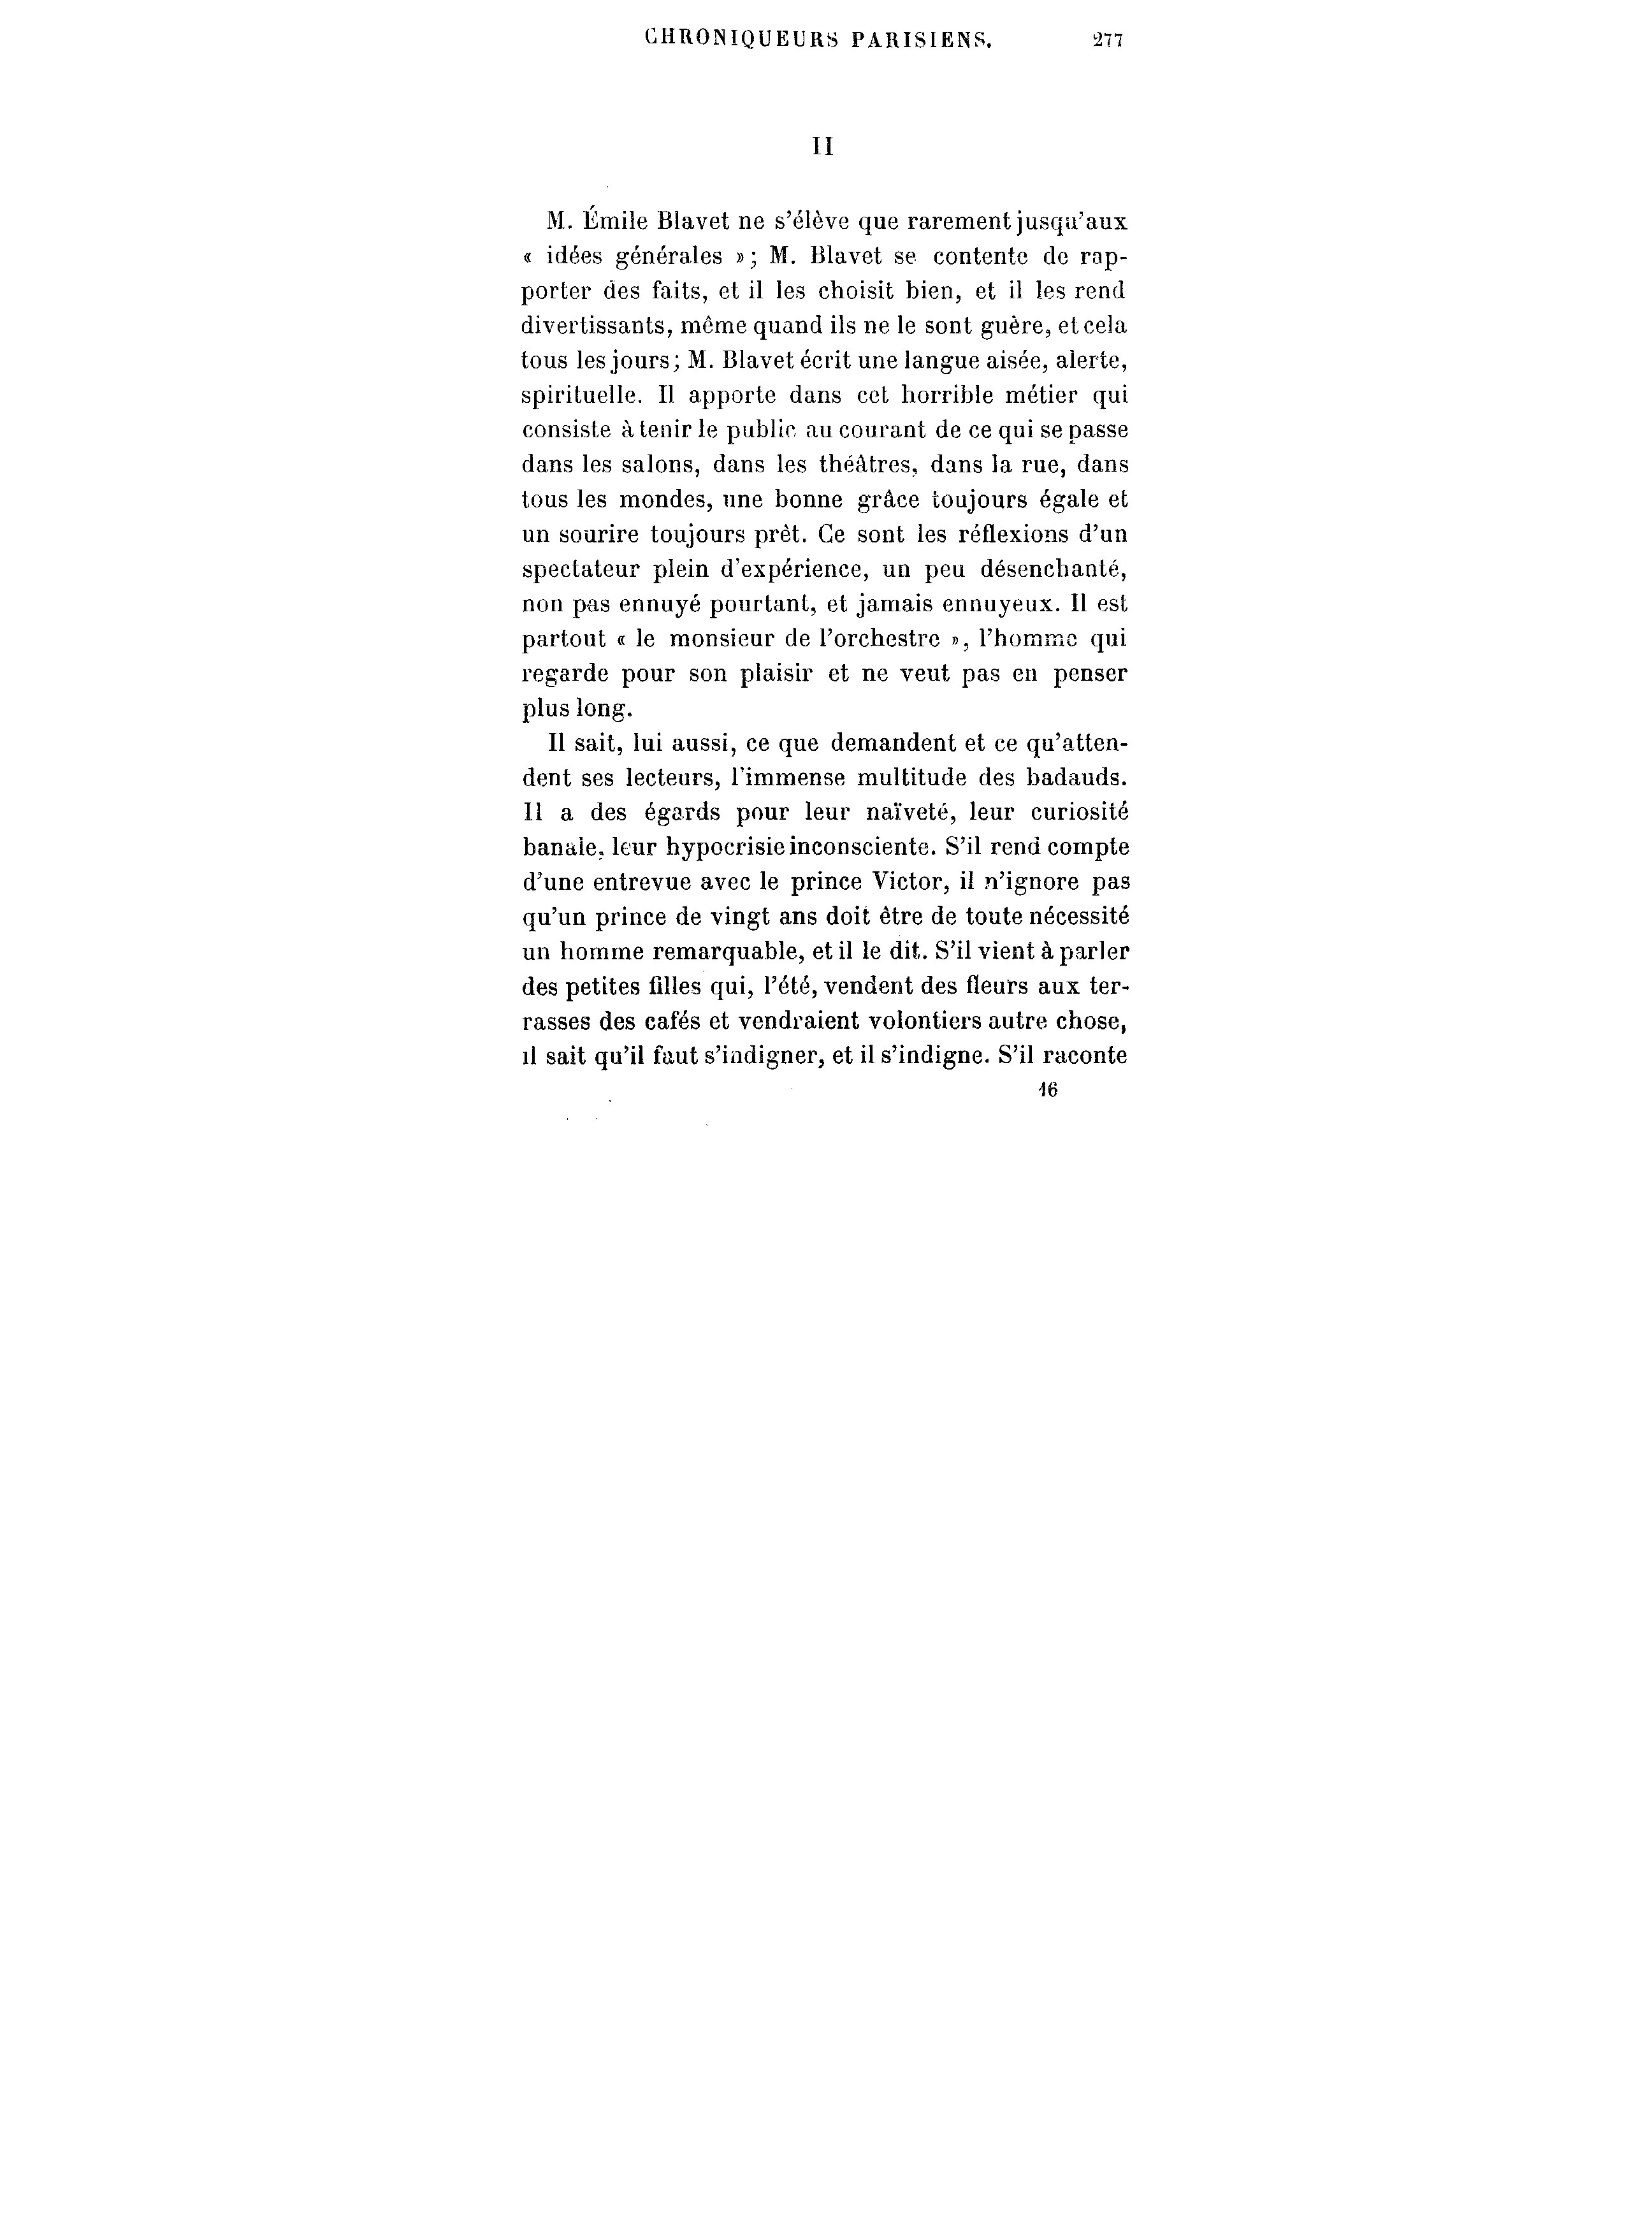 CHRONIQUEURS PARISIENS. 277
II
M. Émile Blavet ne s'élève que rarement jusqu'aux
« idées générales » ; M. Blavet se contente de rap-
porter des faits, et il les choisit bien, et il les rend
divertissants, même quand ils ne le sont guère, et cela
tous les jours ; M. Blavet écrit une langue aisée, alerte,
spirituelle. Il apporte dans cet horrible métier qui
consiste à tenir le public au courant de ce qui se passe
dans les salons, dans les théâtres, dans la rue, dans
tous les mondes, une bonne grâce toujours égale et
un sourire toujours prêt. Ce sont les réflexions d'un
spectateur plein d'expérience, un peu désenchanté,
non pas ennuyé pourtant, et jamais ennuyeux. Il est
partout « le monsieur de l'orchestre », l'homme qui
regarde pour son plaisir et ne veut pas en penser
plus long.
Il sait, lui aussi, ce que demandent et ce qu'atten-
dent ses lecteurs, l'immense multitude des badauds.
Il a des égards pour leur naïveté, leur curiosité
banale, leur hypocrisie inconsciente. S'il rend compte
d'une entrevue avec le prince Victor, il n'ignore pas
qu'un prince de vingt ans doit être de toute nécessité
un homme remarquable, et il le dit. S'il vient à parler
des petites filles qui, l'été, vendent des fleurs aux ter-
rasses des cafés et vendraient volontiers autre chose,
il sait qu'il faut s'indigner, et il s'indigne. S'il raconte
16